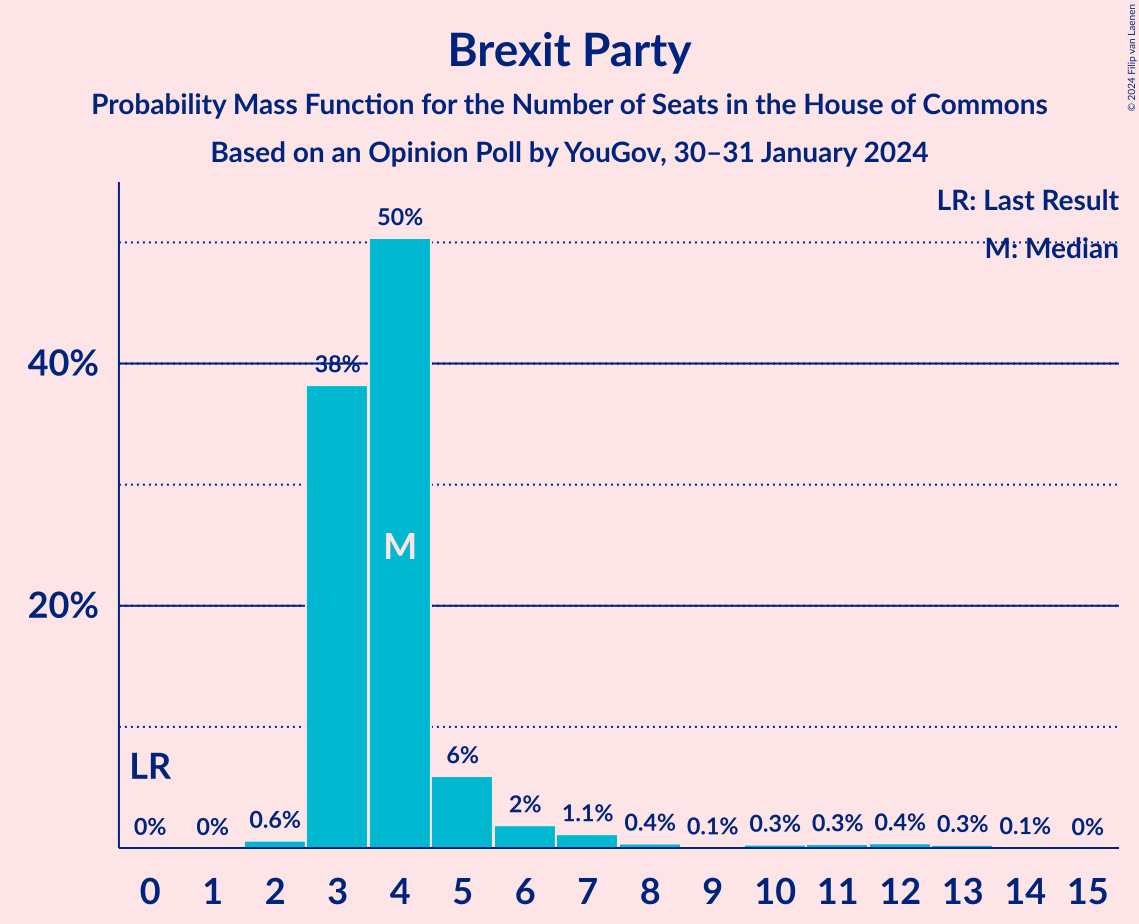 Brexit Party
Probability Mass Function for the Number of Seats in the House of Commons
Based on an Opinion Poll by YouGov, 30–31 January 2024
© 2024 Filip van Laenen
LR: Last Result
M: Median
40%
20%
0% 0% 0.6% 38% 50% 6% 2% 1.1% 0.4% 0.1% 0.3% 0.3% 0.4% 0.3% 0.1% 0%
LR
M
0 1 2 3 4 5 6 7 8 9 10 11 12 13 14 15